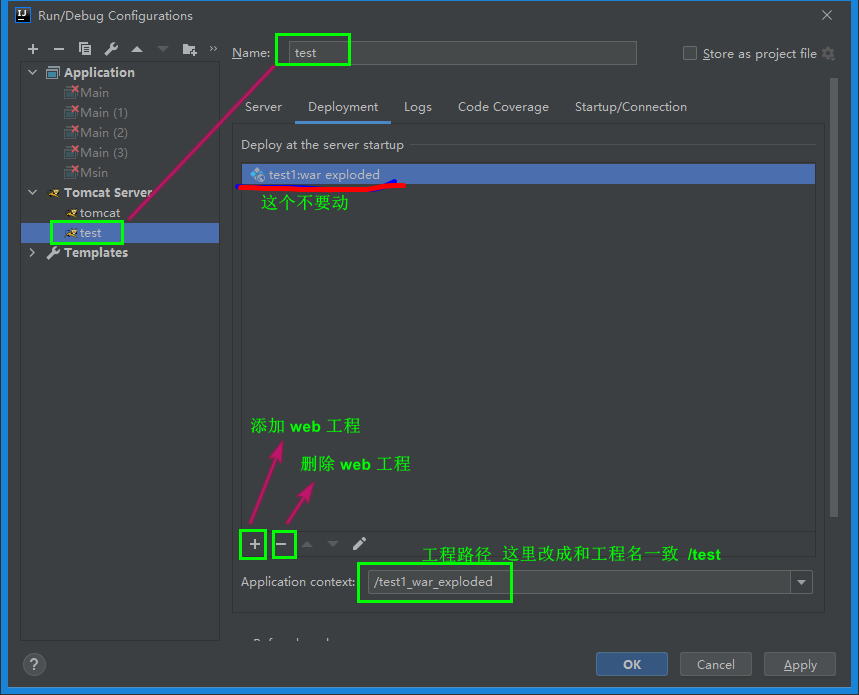 Run/Debug Configurations
Name: test
Store as project file
Application
Main
Main (1)
Main (2)
Main (3)
Msin
Tomcat Server
tomcat
test
Templates
Server Deployment Logs Code Coverage Startup/Connection
Deploy at the server startup
test1:war exploded
这个不要动
添加 web 工程
删除 web 工程
工程路径 这里改成和工程名一致 /test
Application context: /test1_war_exploded
OK Cancel Apply